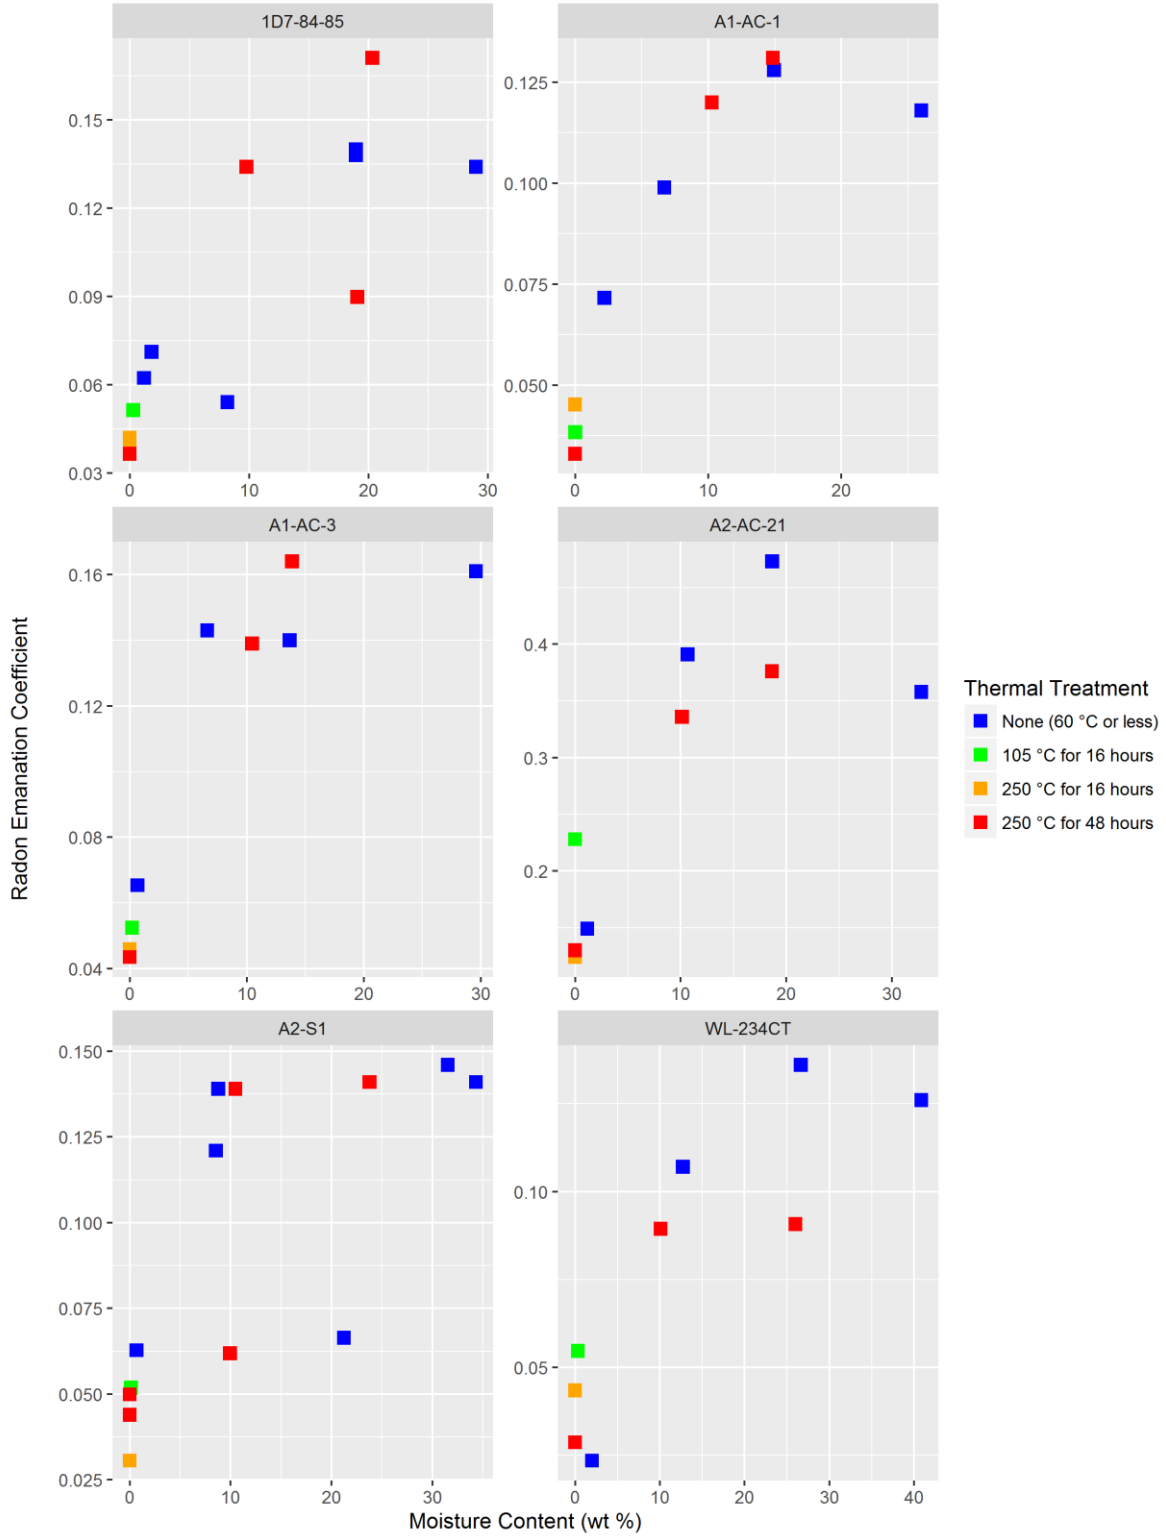 1D7-84-85
A1-AC-1
0.15
0.12
0.09
0.06
0.03
0 10 20 30
0.125
0.100
0.075
0.050
0 10 20
A1-AC-3
A2-AC-21
0.16
0.12
0.08
0.04
0 10 20 30
0.4
0.3
0.2
0 10 20 30
A2-S1
WL-234CT
0.150
0.125
0.100
0.075
0.050
0.025
0 10 20 30
0.10
0.05
0 10 20 30 40
Radon Emanation Coefficient
Moisture Content (wt %)
Thermal Treatment
None (60 °C or less)
105 °C for 16 hours
250 °C for 16 hours
250 °C for 48 hours